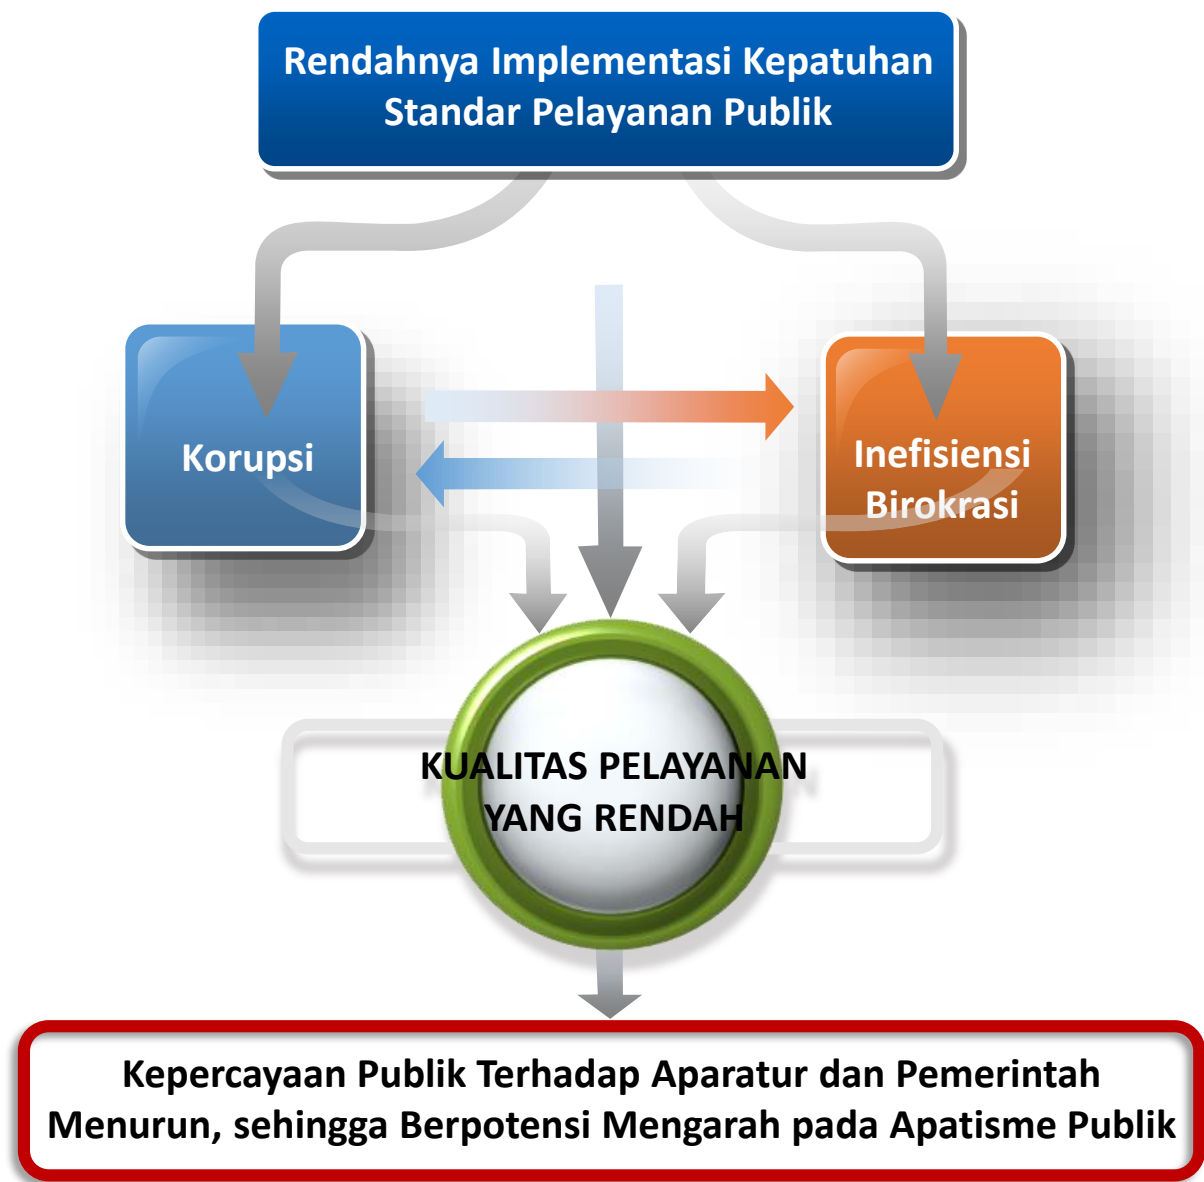 Rendahnya Implementasi Kepatuhan
Standar Pelayanan Publik
Korupsi
Inefisiensi
Birokrasi
KUALITAS PELAYANAN
YANG RENDAH
Kepercayaan Publik Terhadap Aparatur dan Pemerintah
Menurun, sehingga Berpotensi Mengarah pada Apatisme Publik